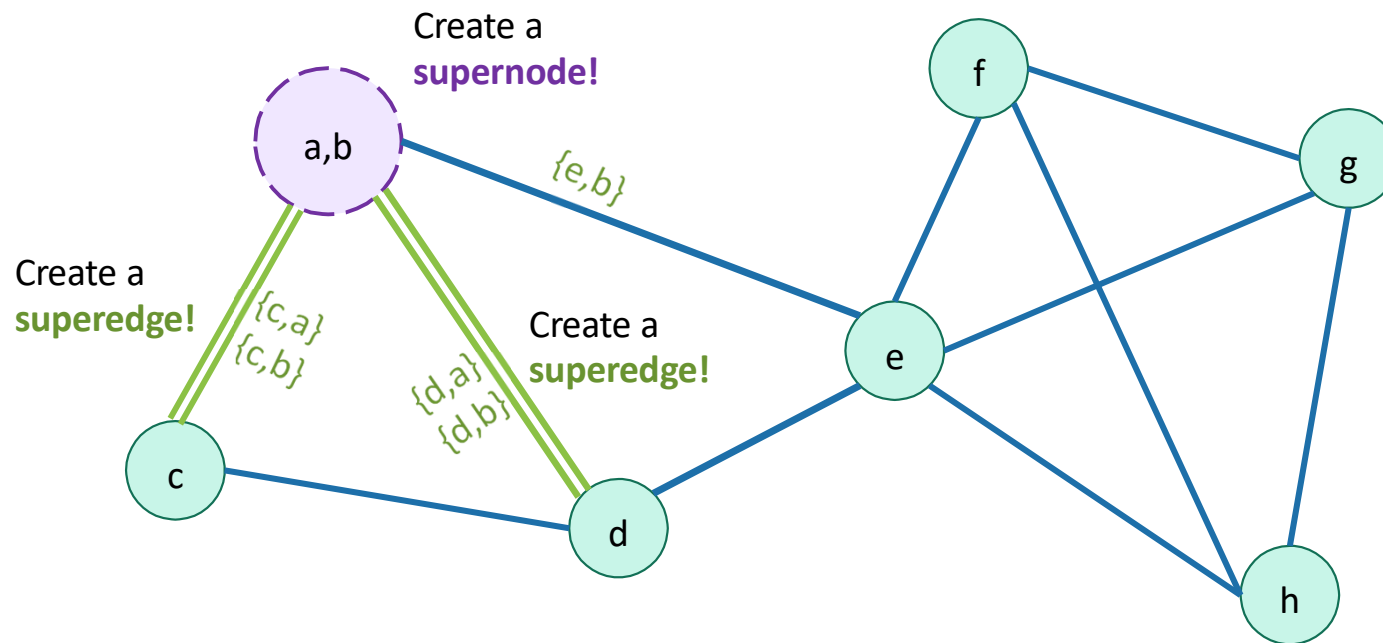 Create a
supernode!
f
a,b
g
{e,b}
Create a
superedge!
{c,a}
{c,b}
Create a
superedge!
{d,a}
{d,b}
e
c
d
h